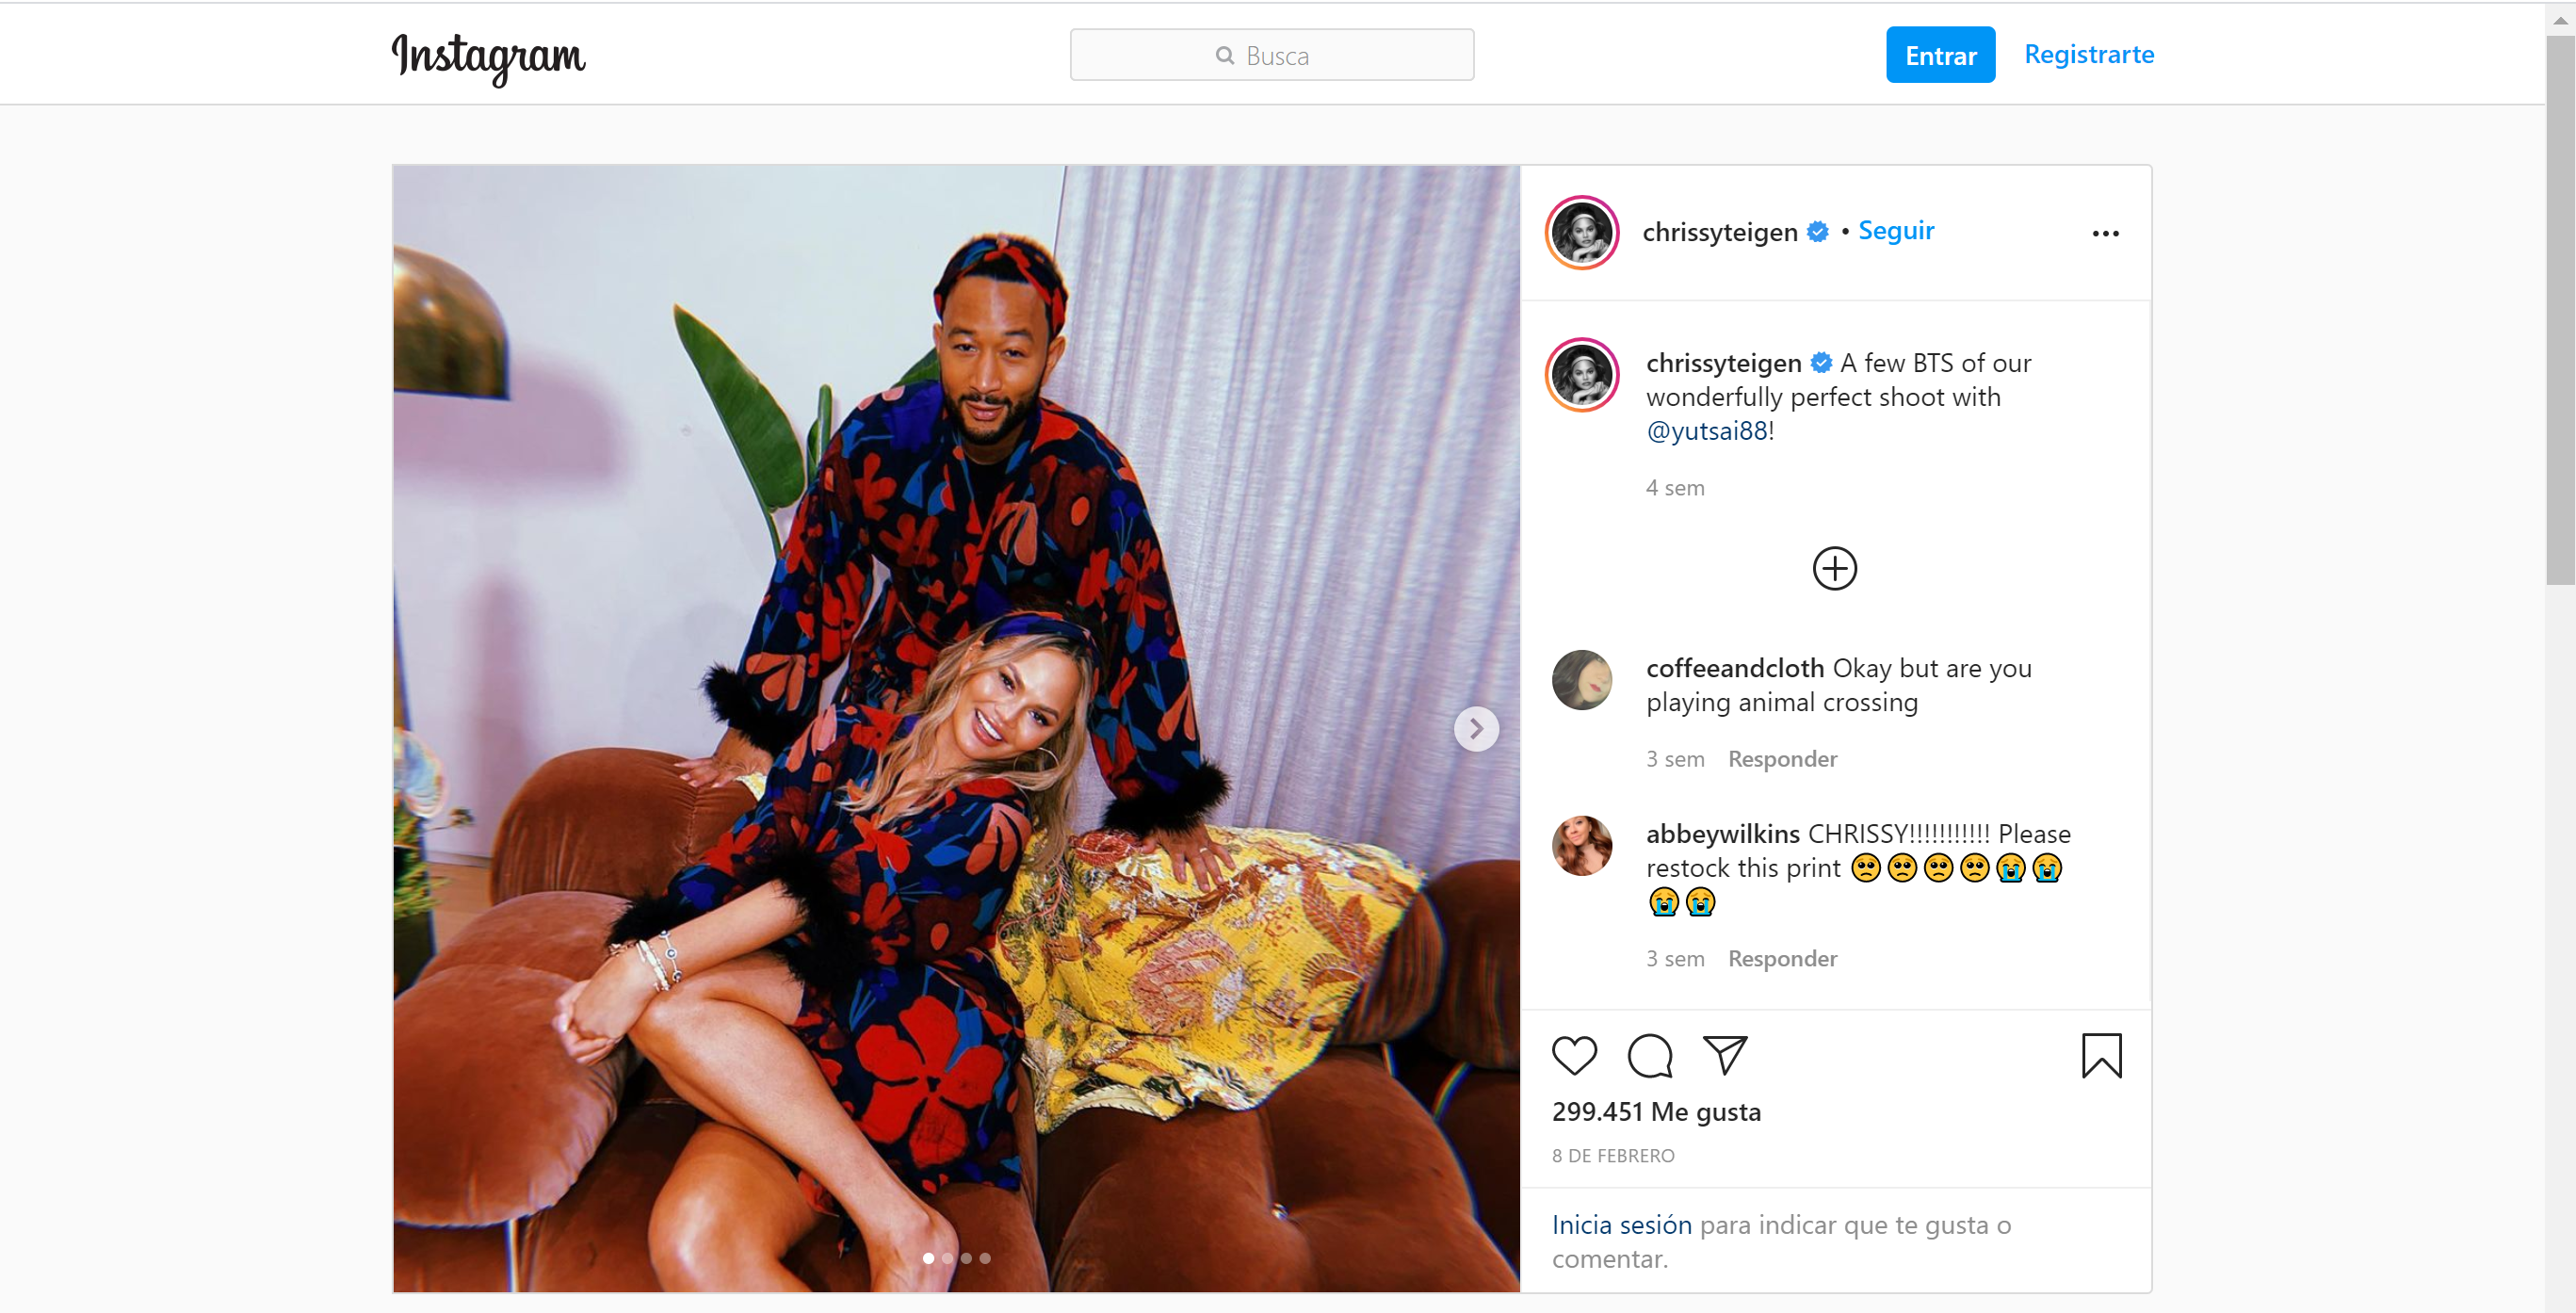 Instagram
Busca
Entrar
Registrarte
chrissyteigen • Seguir
chrissyteigen A few BTS of our
wonderfully perfect shoot with
@yutsai88!
4 sem
coffeeandcloth Okay but are you
playing animal crossing
3 sem Responder
abbeywilkins CHRISSY!!!!!!!!!!! Please
restock this print 🥺🥺🥺🥺😭😭
😭😭
3 sem Responder
299.451 Me gusta
8 DE FEBRERO
Inicia sesión para indicar que te gusta o
comentar.